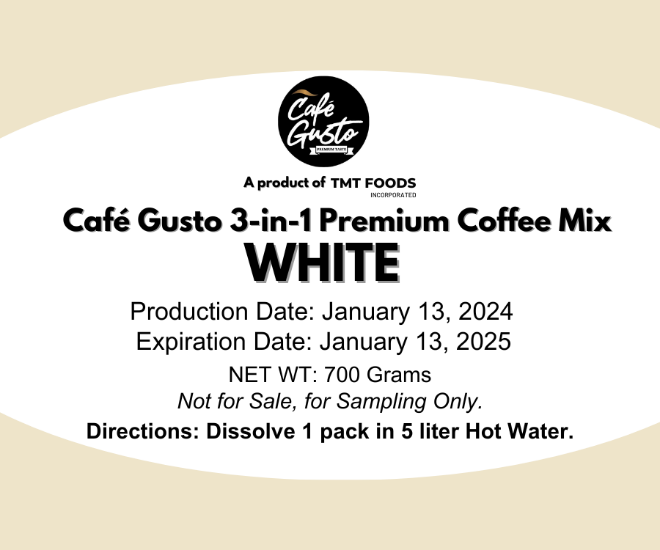 Café
Gusto
PREMIUM TASTE
A product of TMT FOODS
INCORPORATED
Café Gusto 3-in-1 Premium Coffee Mix
WHITE
Production Date: January 13, 2024
Expiration Date: January 13, 2025
NET WT: 700 Grams
Not for Sale, for Sampling Only.
Directions: Dissolve 1 pack in 5 liter Hot Water.